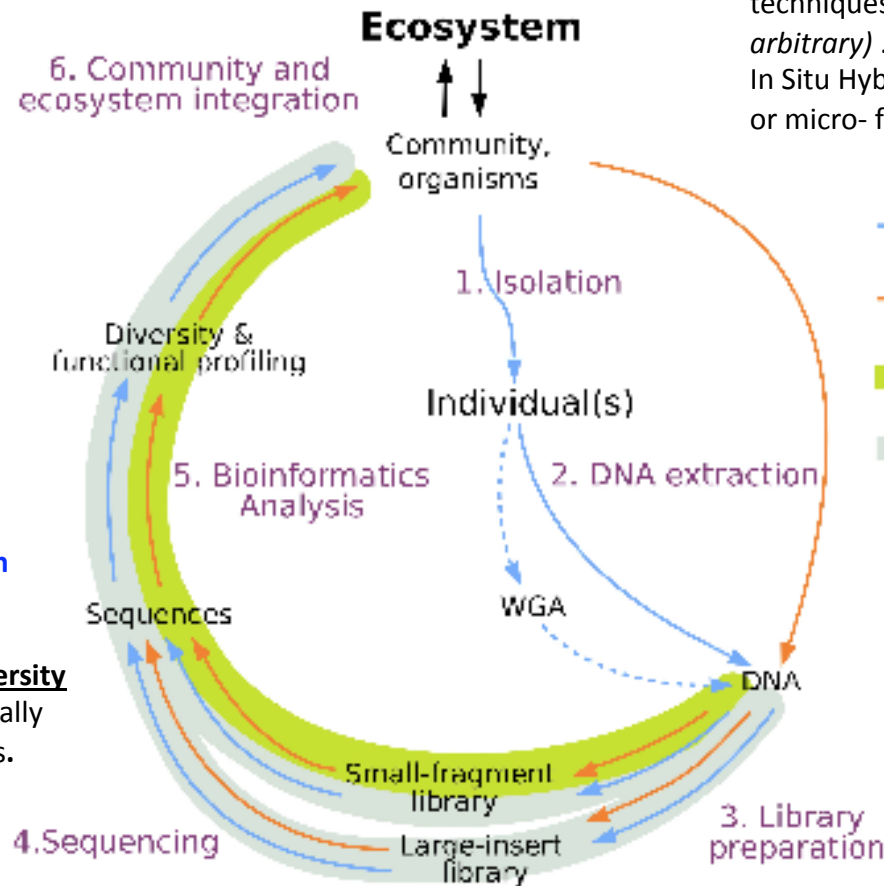 techniques
Ecosystem
arbitrary) .
6. Community and
ecosystem integration
In Situ Hyb
or micro- f
Community,
organisms
1. Isolation
Diversity &
functional profiling
Individual(s)
5. Bioinformatics
Analysis
2. DNA extraction
n
WGA
Sequences
ersity
DNA
ally
s.
Small-fragment
library
3. Library
preparation
4.Sequencing
Large-insert
library